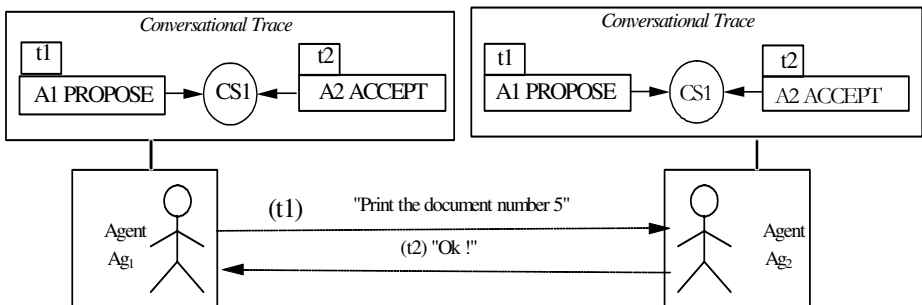 Conversational Trace
t1
t2
A1 PROPOSE
CS1
A2 ACCEPT
Conversational Trace
t1
t2
A1 PROPOSE
CS1
A2 ACCEPT
Agent
Ag1
(t1)
"Print the document number 5"
(t2) "Ok !"
Agent
Ag2